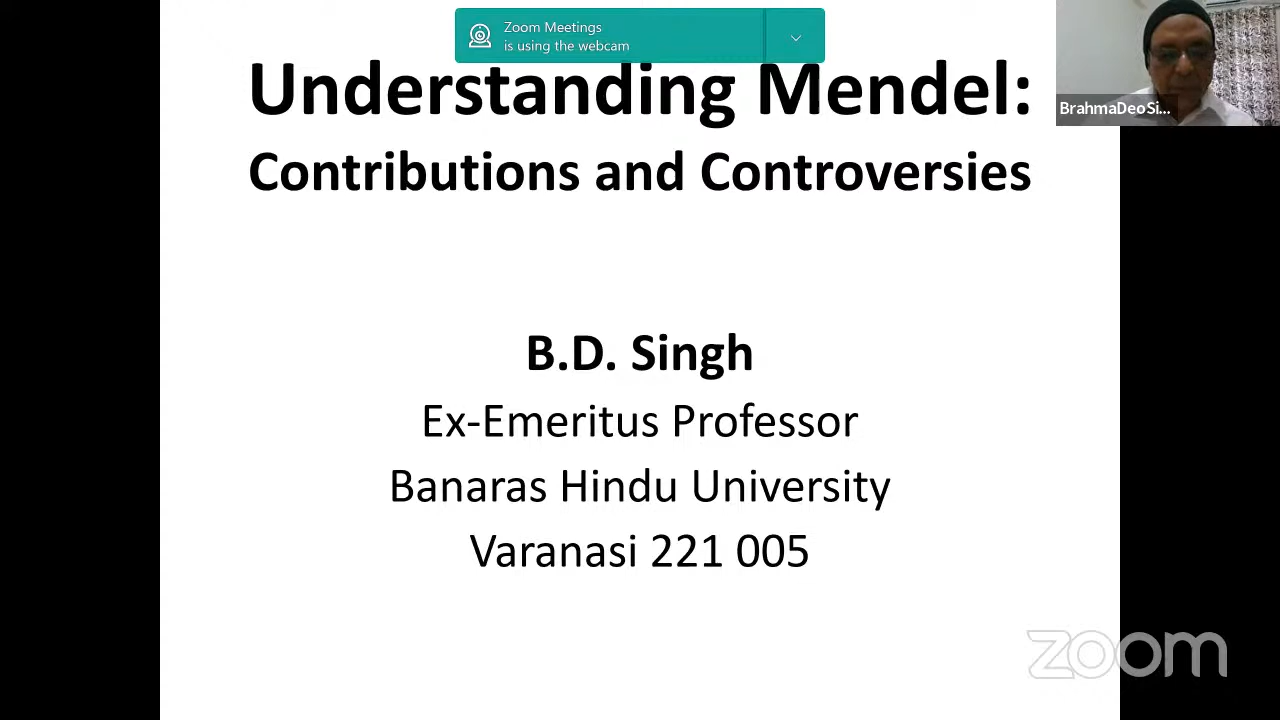 Zoom Meetings
is using the webcam
Understanding Mendel:
Contributions and Controversies
BrahmaDeoSi...
B.D. Singh
Ex-Emeritus Professor
Banaras Hindu University
Varanasi 221 005
zoom